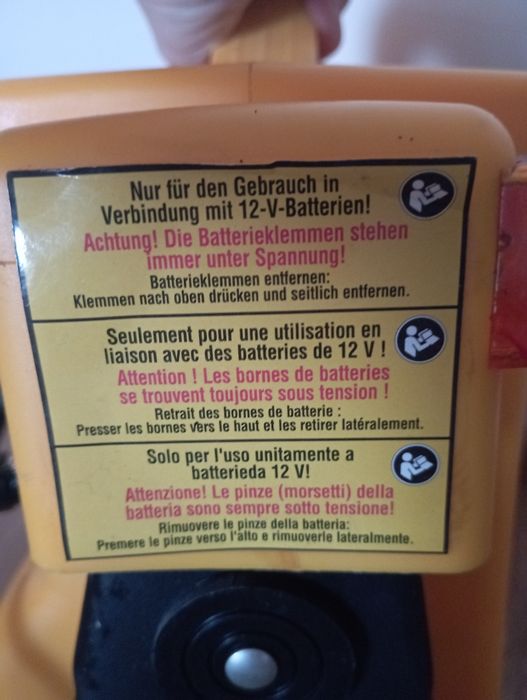 Nur für den Gebrauch in
Verbindung mit 12-V-Batterien!
Achtung! Die Batterieklemmen stehen
immer unter Spannung!
Batterieklemmen entfernen:
Klemmen nach oben drücken und seitlich entfernen.
Seulement pour une utilisation en
liaison avec des batteries de 12 V !
Attention ! Les bornes de batteries
se trouvent toujours sous tension !
Retrait des bornes de batterie :
Presser les bornes vers le haut et les retirer latéralement.
Solo per l'uso unitamente a
batterieda 12 V!
Attenzione! Le pinze (morsetti) della
batteria sono sempre sotto tensione!
Rimuovere le pinze della batteria:
Premere le pinze verso l'alto e rimuoverle lateralmente.